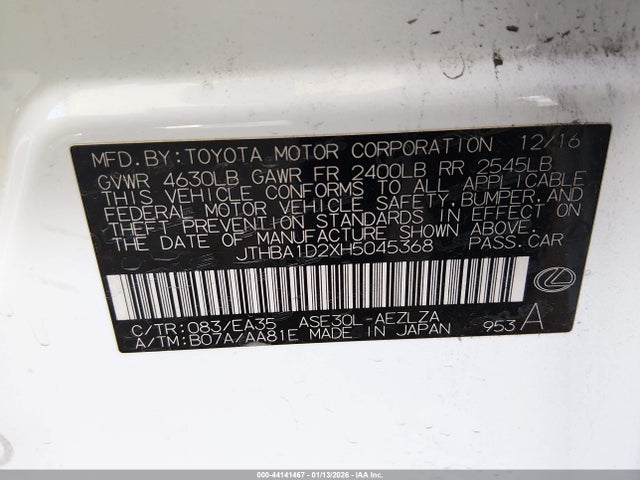 MFD.BY:TOYOTA MOTOR CORPORATION 12/16
GVWR 4630LB GAWR FR 2400LB RR 2545LB
THIS VEHICLE CONFORMS TO ALL APPLICABLE
FEDERAL MOTOR VEHICLE SAFETY,BUMPER,AND
THEFT PREVENTION STANDARDS IN EFFECT ON
THE DATE OF MANUFACTURE SHOWN ABOVE.
JTHBA1D2XH5045368 PASS.CAR
C/TR:083/EA35 ASE30L-AEZLZA
A/TM:B07A/AA81E MADE IN JAPAN 953 A
000-44141467 - 01/13/2026 - IAAI.COM